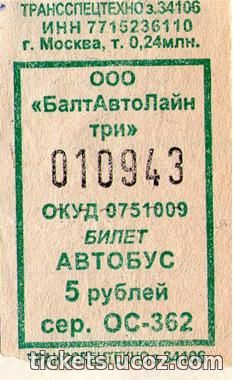 ТРАНССПЕЦТЕХНО з.34106
ИНН 7715236110
г. Москва, т. 0,24млн.
ООО
«БалтАвтоЛайн
три»
010943
ОКУД 0751009
БИЛЕТ
АВТОБУС
5 рублей
сер. ОС-362
tickets.ucoz.com